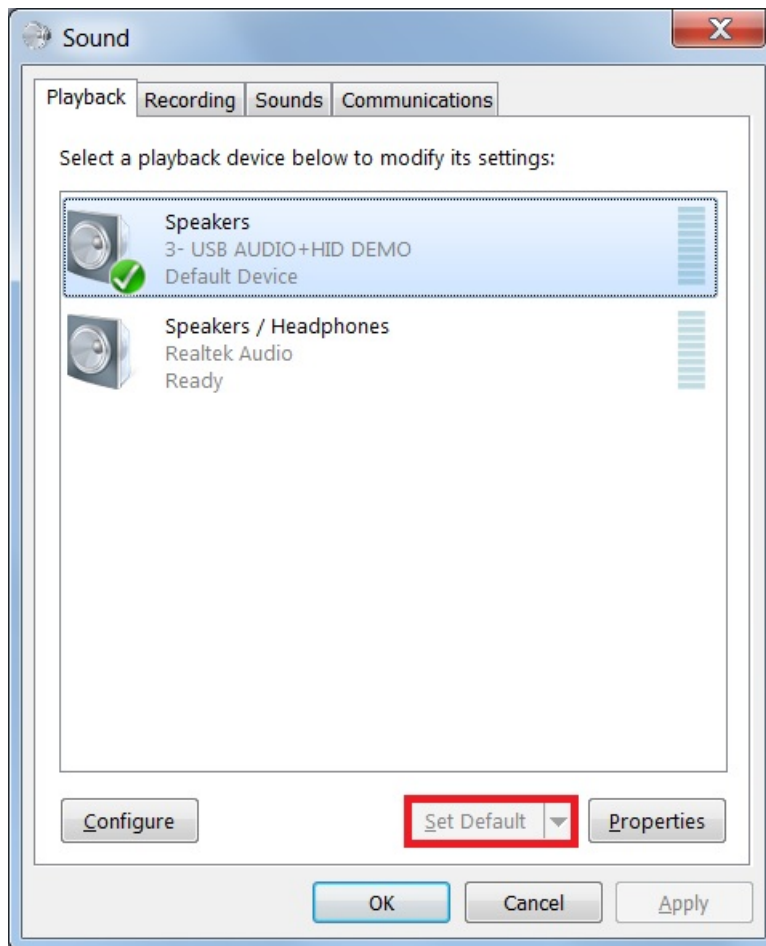 Sound
Playback Recording Sounds Communications
Select a playback device below to modify its settings:
Speakers
3- USB AUDIO+HID DEMO
Default Device
Speakers / Headphones
Realtek Audio
Ready
Configure Set Default Properties
OK Cancel Apply